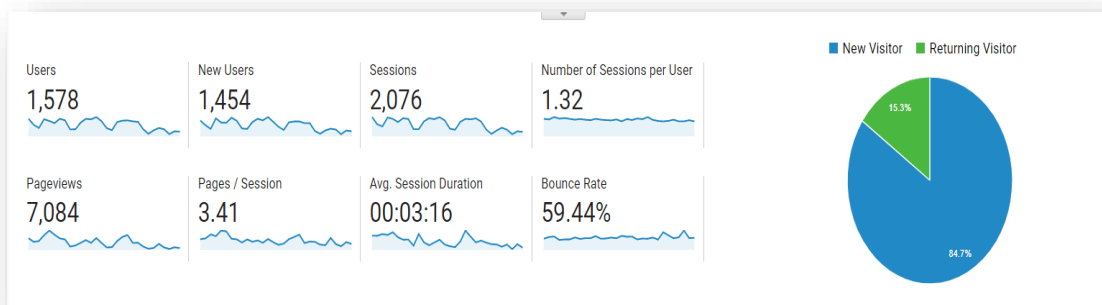 New Visitor
Returning Visitor
Users
New Users
Sessions
Number of Sessions per User
1,578
1,454
2,076
1.32
15.3%
Pageviews
Pages / Session
Avg. Session Duration
Bounce Rate
7,084
3.41
00:03:16
59.44%
84.7%